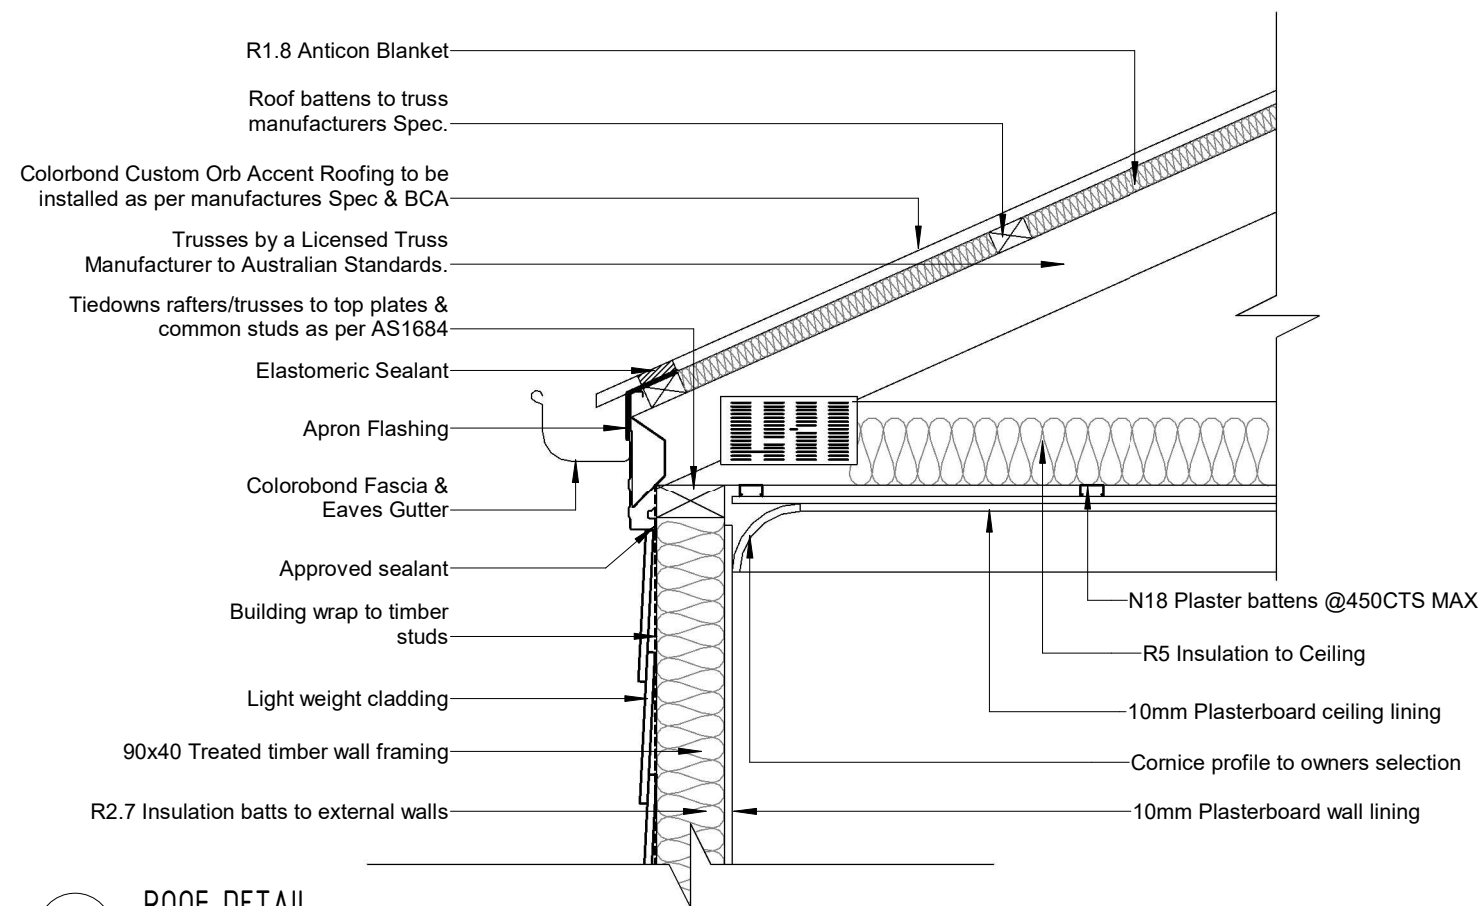 R1.8 Anticon Blanket
Roof battens to truss
manufacturers Spec.
Colorbond Custom Orb Accent Roofing to be
installed as per manufactures Spec & BCA
Trusses by a Licensed Truss
Manufacturer to Australian Standards.
Tiedowns rafters/trusses to top plates &
common studs as per AS1684
Elastomeric Sealant
Apron Flashing
Colorobond Fascia &
Eaves Gutter
Approved sealant
Building wrap to timber
studs
Light weight cladding
90x40 Treated timber wall framing
R2.7 Insulation batts to external walls
N18 Plaster battens @450CTS MAX
R5 Insulation to Ceiling
10mm Plasterboard ceiling lining
Cornice profile to owners selection
10mm Plasterboard wall lining
ROOF DETAIL